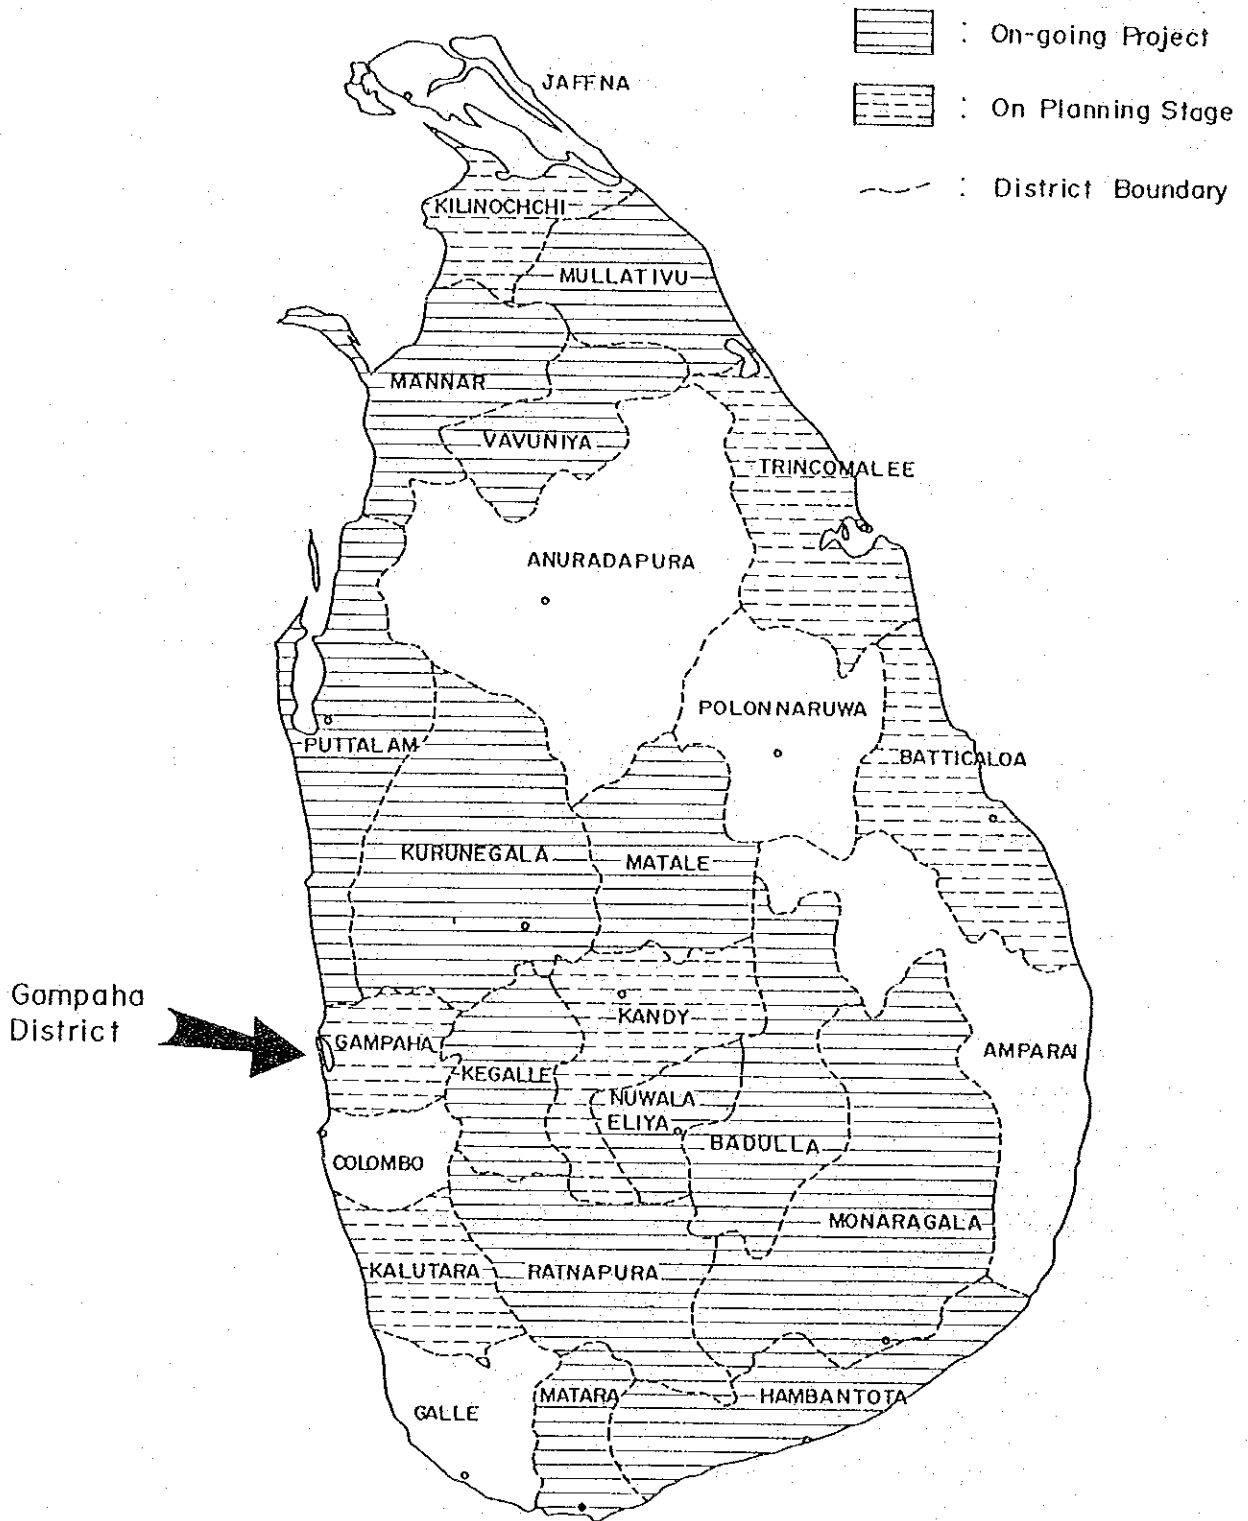 : On-going Project
: On Planning Stage
: District Boundary
JAFFNA
KILINOCHCHI
MULLATIVU
MANNAR
VAVUNIYA
TRINCOMALEE
ANURADAPURA
POLONNARUWA
PUTTALAM
BATTICALOA
KURUNEGALA
MATALE
Gampaha
District
KANDY
GAMPAHA
AMPARAI
KEGALLE
NUWALA
ELIYA
BADULLA
COLOMBO
MONARAGALA
KALUTARA
RATNAPURA
MATARA
HAMBANTOTA
GALLE